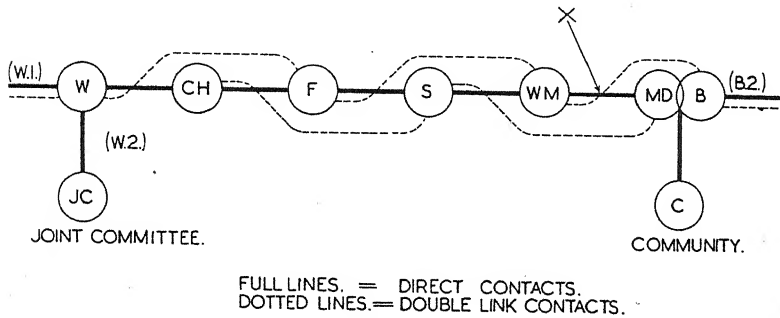 X
(W.1.)
W
CH
F
S
WM
MD
B
(B.2.)
(W.2.)
JC
C
JOINT COMMITTEE.
COMMUNITY.
FULL LINES. = DIRECT CONTACTS.
DOTTED LINES. = DOUBLE LINK CONTACTS.